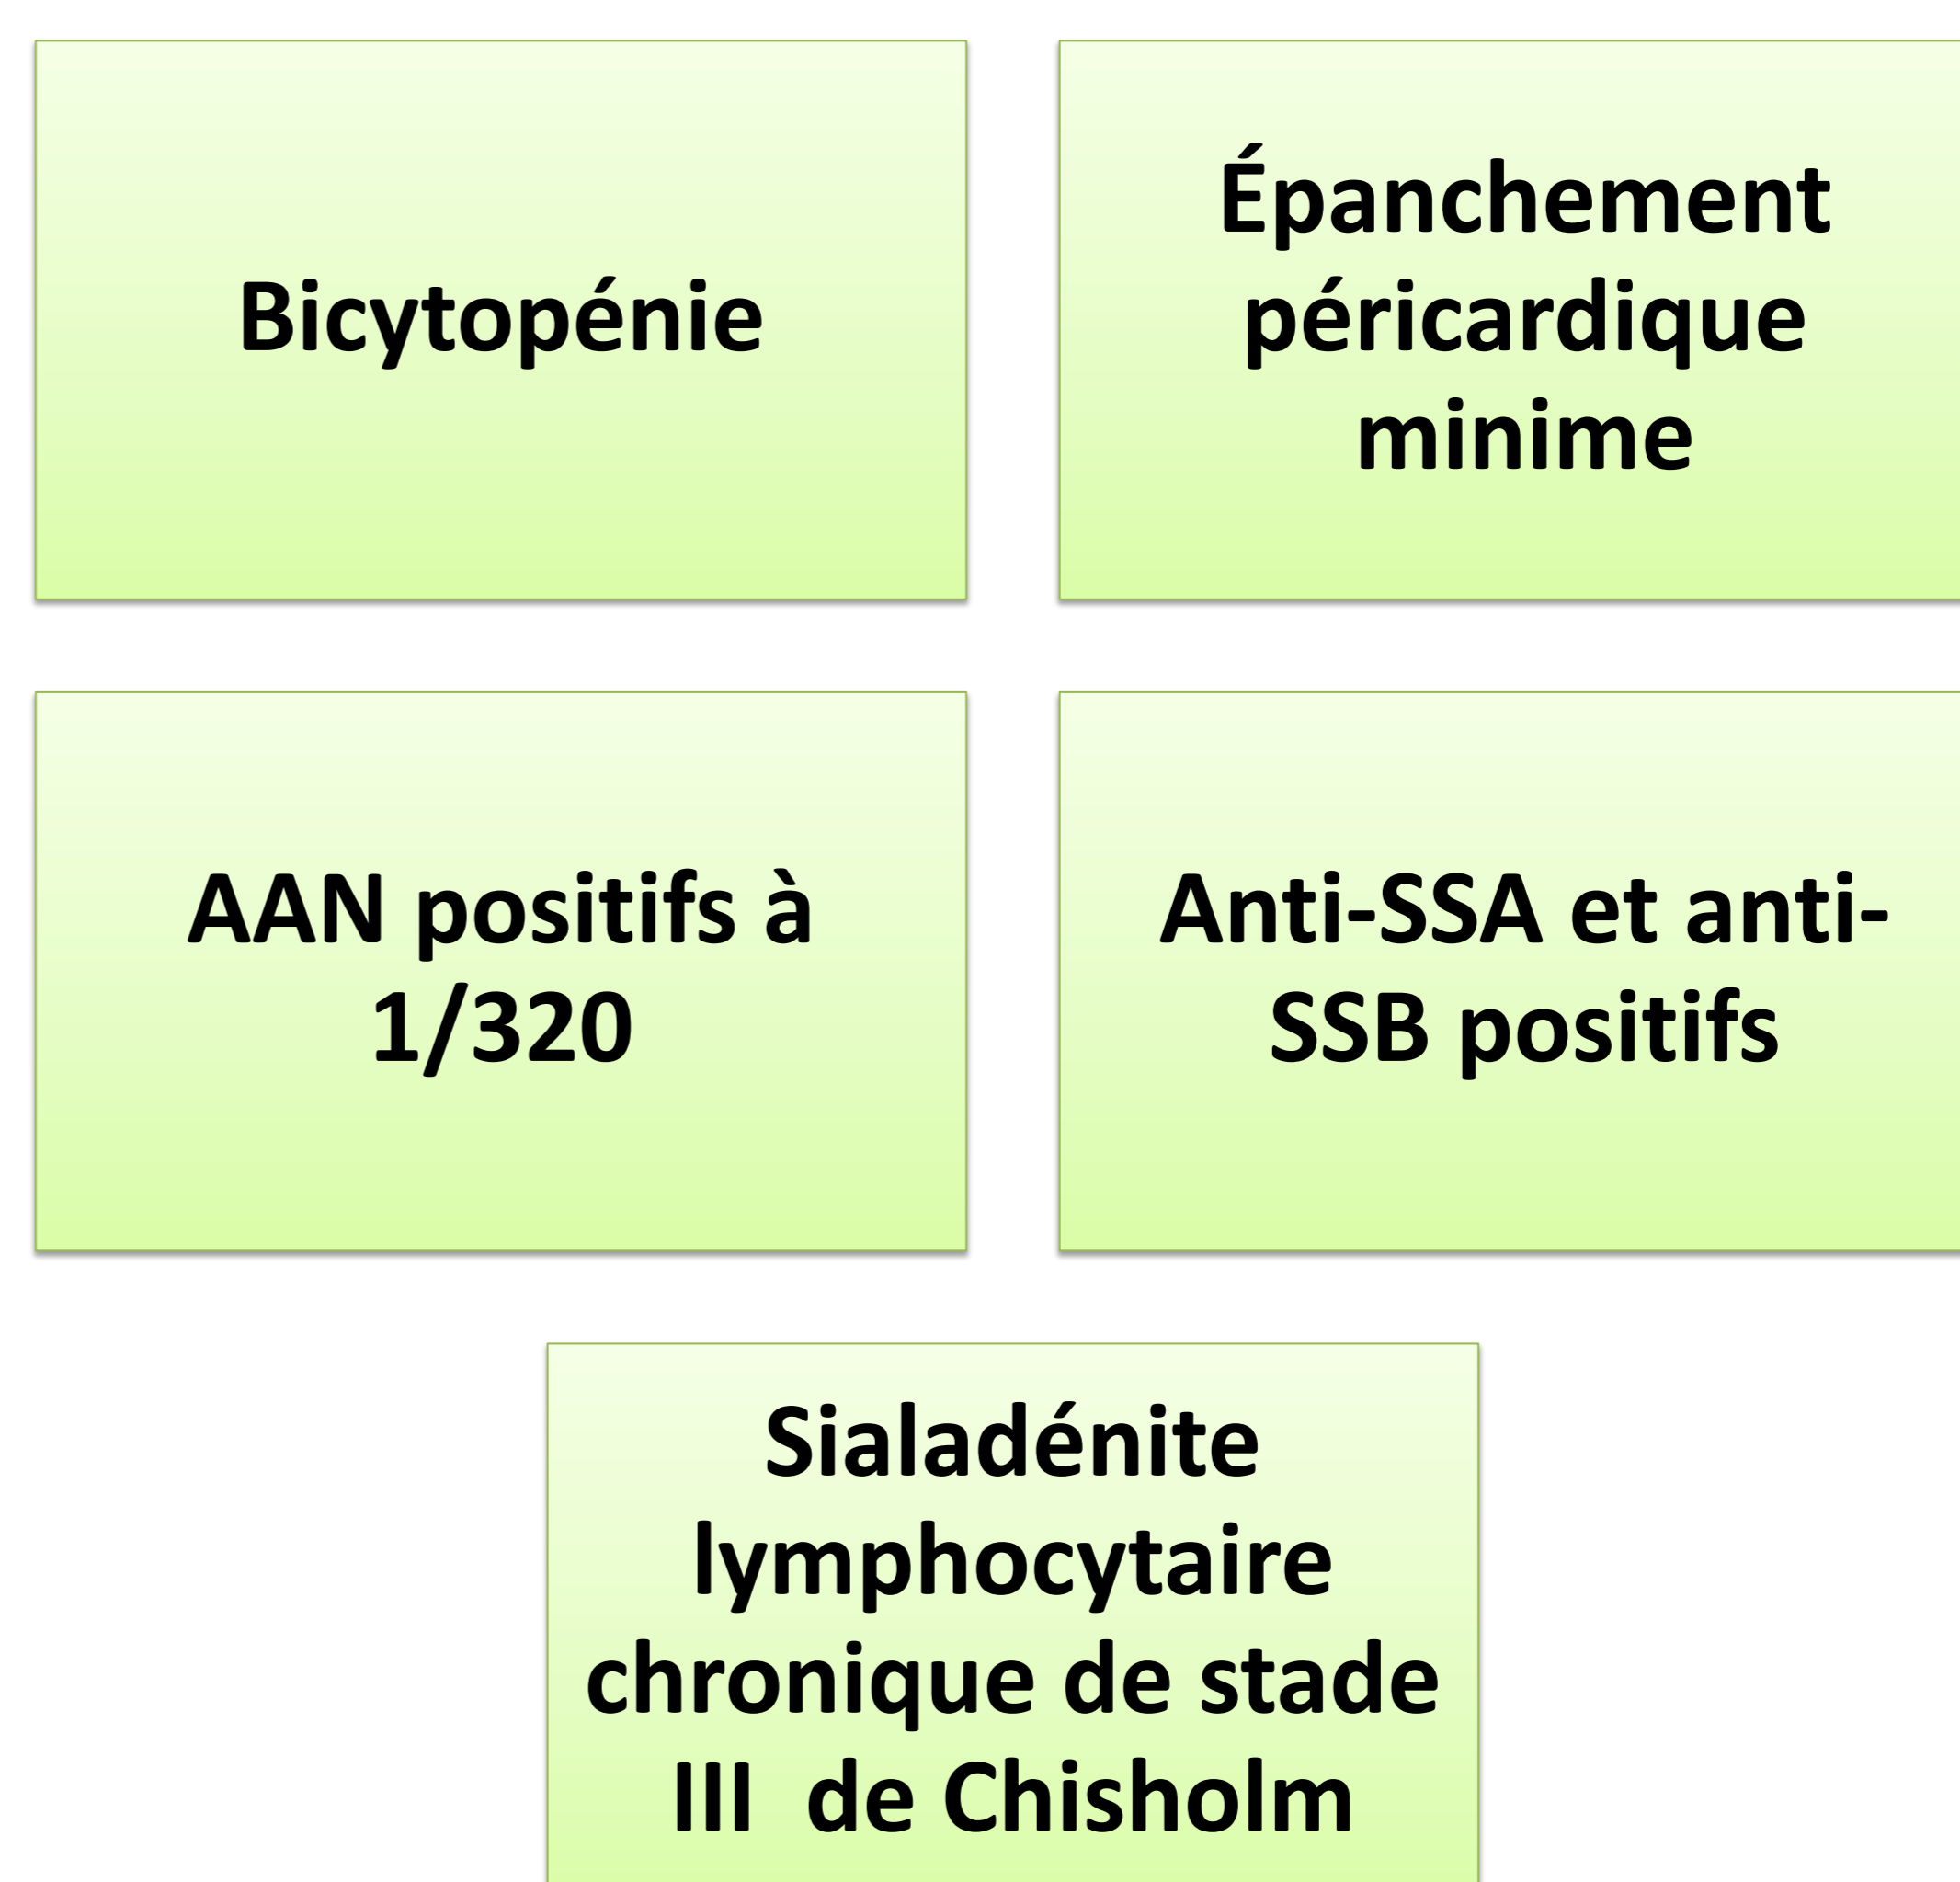 Bicytopénie
Épanchement
péricardique
minime
AAN positifs à
1/320
Anti-SSA et anti-
SSB positifs
Sialadénite
lymphocytaire
chronique de stade
III  de Chisholm